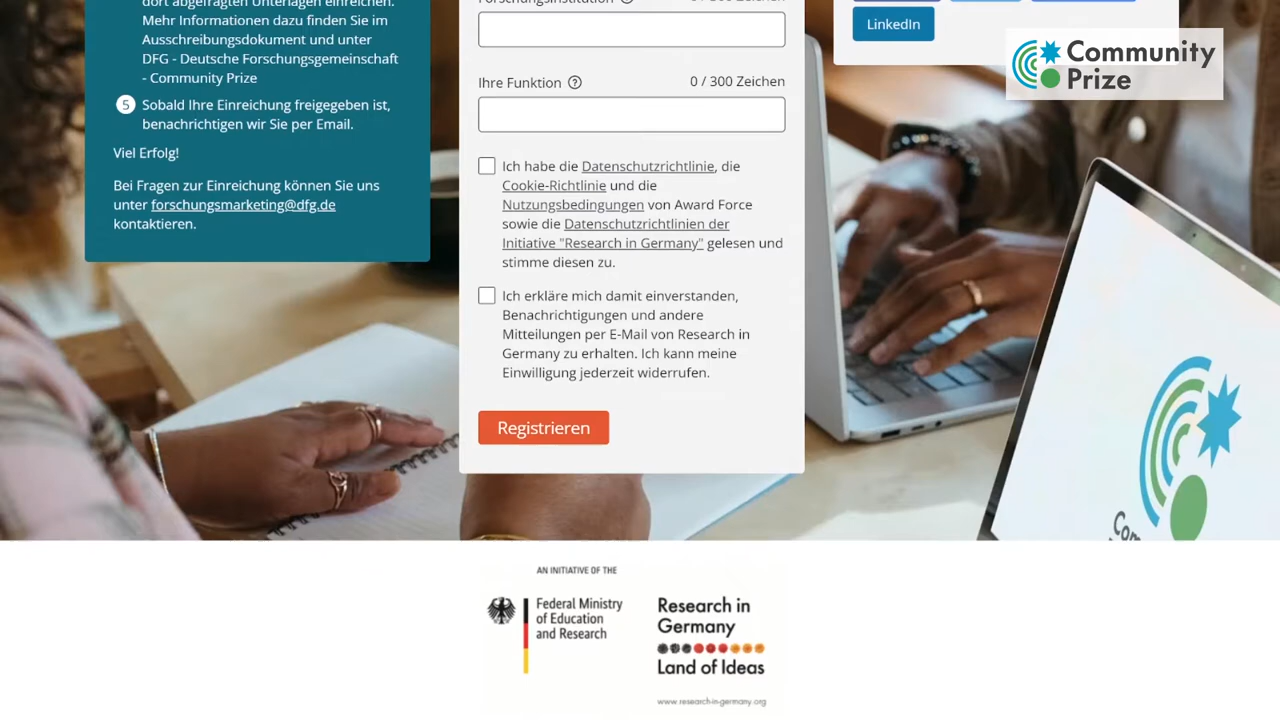 dort abgefragten Unterlagen einreichen.
Mehr Informationen dazu finden Sie im
Ausschreibungsdokument und unter
DFG - Deutsche Forschungsgemeinschaft
- Community Prize
5 Sobald Ihre Einreichung freigegeben ist,
benachrichtigen wir Sie per Email.
Viel Erfolg!
Bei Fragen zur Einreichung können Sie uns
unter forschungsmarketing@dfg.de
kontaktieren.
Forschungsinstitution
Ihre Funktion ? 0 / 300 Zeichen
Ich habe die Datenschutzrichtlinie, die
Cookie-Richtlinie und die
Nutzungsbedingungen von Award Force
sowie die Datenschutzrichtlinien der
Initiative "Research in Germany" gelesen und
stimme diesen zu.
Ich erkläre mich damit einverstanden,
Benachrichtigungen und andere
Mitteilungen per E-Mail von Research in
Germany zu erhalten. Ich kann meine
Einwilligung jederzeit widerrufen.
Registrieren
LinkedIn
Community
Prize
AN INITIATIVE OF THE
Federal Ministry
of Education
and Research
Research in
Germany
Land of Ideas
www.research-in-germany.org